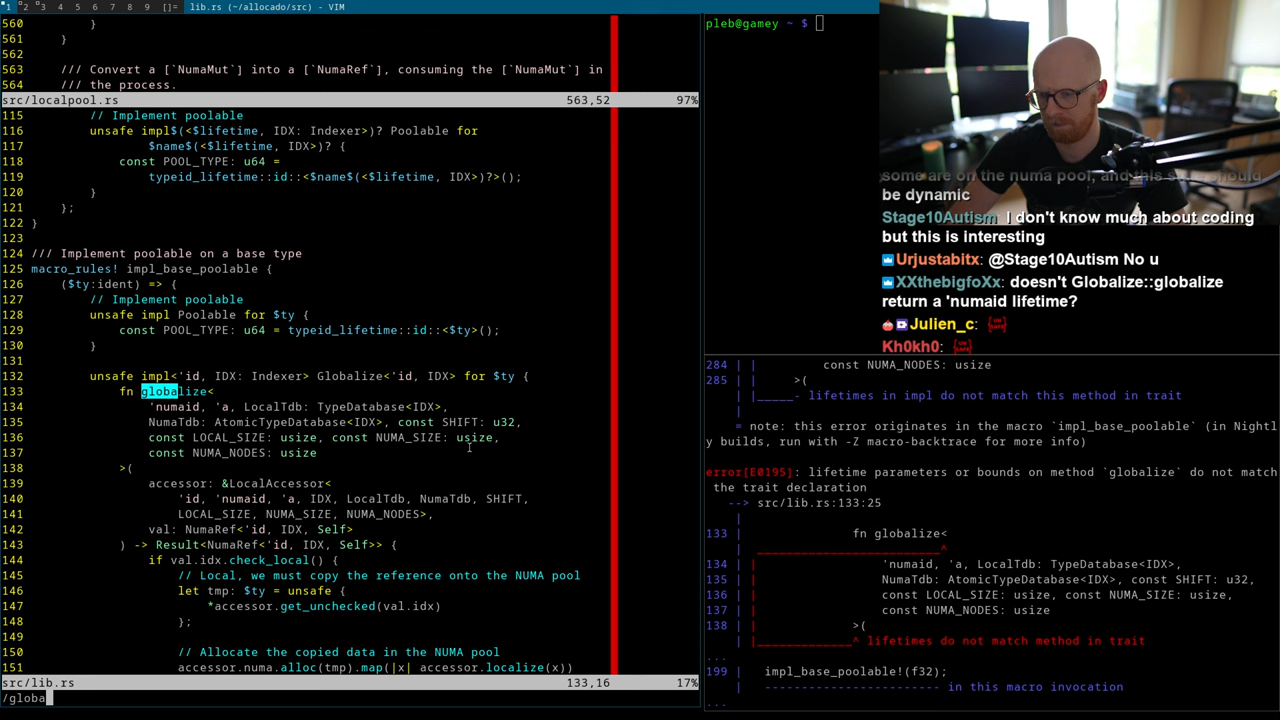 1 2 3 4 5 6 7 8 9 []= lib.rs (~/allocado/src) - VIM
560 }
561 }
562
563 /// Convert a [`NumaMut`] into a [`NumaRef`], consuming the [`NumaMut`] in
564 /// the process.
src/localpool.rs 563,52 97%
115 // Implement poolable
116 unsafe impl$(<$lifetime, IDX: Indexer>)? Poolable for
117 $name$(<$lifetime, IDX>)? {
118 const POOL_TYPE: u64 =
119 typeid_lifetime::id::<$name$(<$lifetime, IDX>)?>();
120 }
121 };
122 }
123
124 /// Implement poolable on a base type
125 macro_rules! impl_base_poolable {
126 ($ty:ident) => {
127 // Implement poolable
128 unsafe impl Poolable for $ty {
129 const POOL_TYPE: u64 = typeid_lifetime::id::<$ty>();
130 }
131
132 unsafe impl<'id, IDX: Indexer> Globalize<'id, IDX> for $ty {
133 fn globalize<
134 'numaid, 'a, LocalTdb: TypeDatabase<IDX>,
135 NumaTdb: AtomicTypeDatabase<IDX>, const SHIFT: u32,
136 const LOCAL_SIZE: usize, const NUMA_SIZE: usize,
137 const NUMA_NODES: usize
138 >(
139 accessor: &LocalAccessor<
140 'id, 'numaid, 'a, IDX, LocalTdb, NumaTdb, SHIFT,
141 LOCAL_SIZE, NUMA_SIZE, NUMA_NODES>,
142 val: NumaRef<'id, IDX, Self>
143 ) -> Result<NumaRef<'id, IDX, Self>> {
144 if val.idx.check_local() {
145 // Local, we must copy the reference onto the NUMA pool
146 let tmp: $ty = unsafe {
147 *accessor.get_unchecked(val.idx)
148 };
149
150 // Allocate the copied data in the NUMA pool
151 accessor.numa.alloc(tmp).map(|x| accessor.localize(x))
src/lib.rs 133,16 17%
/globa
pleb@gamey ~ $
284 | | const NUMA_NODES: usize
285 | | >(
| |_____- lifetimes in impl do not match this method in trait
|
= note: this error originates in the macro `impl_base_poolable` (in Nightl
y builds, run with -Z macro-backtrace for more info)
error[E0195]: lifetime parameters or bounds on method `globalize` do not match
the trait declaration
--> src/lib.rs:133:25
|
133 | fn globalize<
| _________________________^
134 | | 'numaid, 'a, LocalTdb: TypeDatabase<IDX>,
135 | | NumaTdb: AtomicTypeDatabase<IDX>, const SHIFT: u32,
136 | | const LOCAL_SIZE: usize, const NUMA_SIZE: usize,
137 | | const NUMA_NODES: usize
138 | | >(
| |_____________^ lifetimes do not match method in trait
...
199 | impl_base_poolable!(f32);
| ----------------------- in this macro invocation
...
some are on the numa pool, and this
be dynamic
Stage10Autism I don't know much about coding
but this is interesting
Urjustabitx: @Stage10Autism No u
XXthebigfoXx: doesn't Globalize::globalize
return a 'numaid lifetime?
Julien_c:
Kh0kh0: